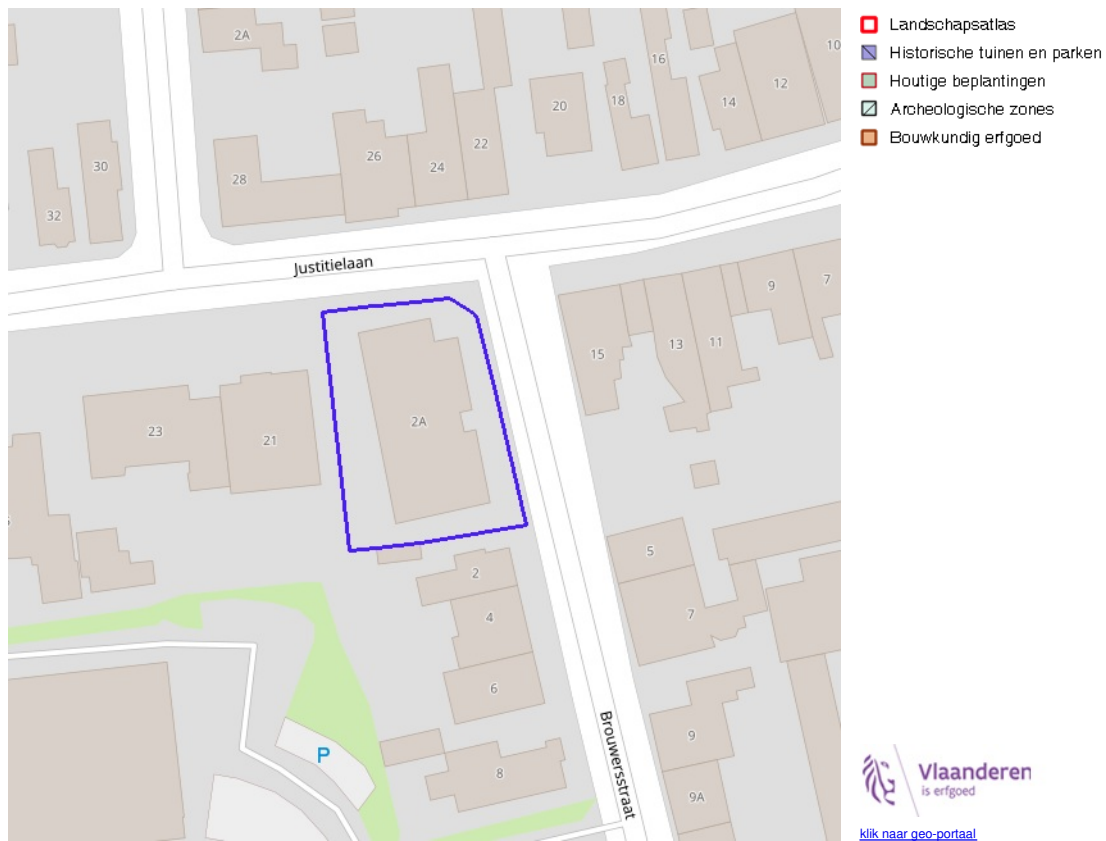 Landschapsatlas
Historische tuinen en parken
Houtige beplantingen
Archeologische zones
Bouwkundig erfgoed
2A
10
16
12
14
20
18
22
26
24
30
28
32
Justitielaan
9
7
15
13
11
2A
23
21
5
2
7
4
6
Brouwersstraat
9
P
8
9A
Vlaanderen
is erfgoed
klik naar geo-portaal